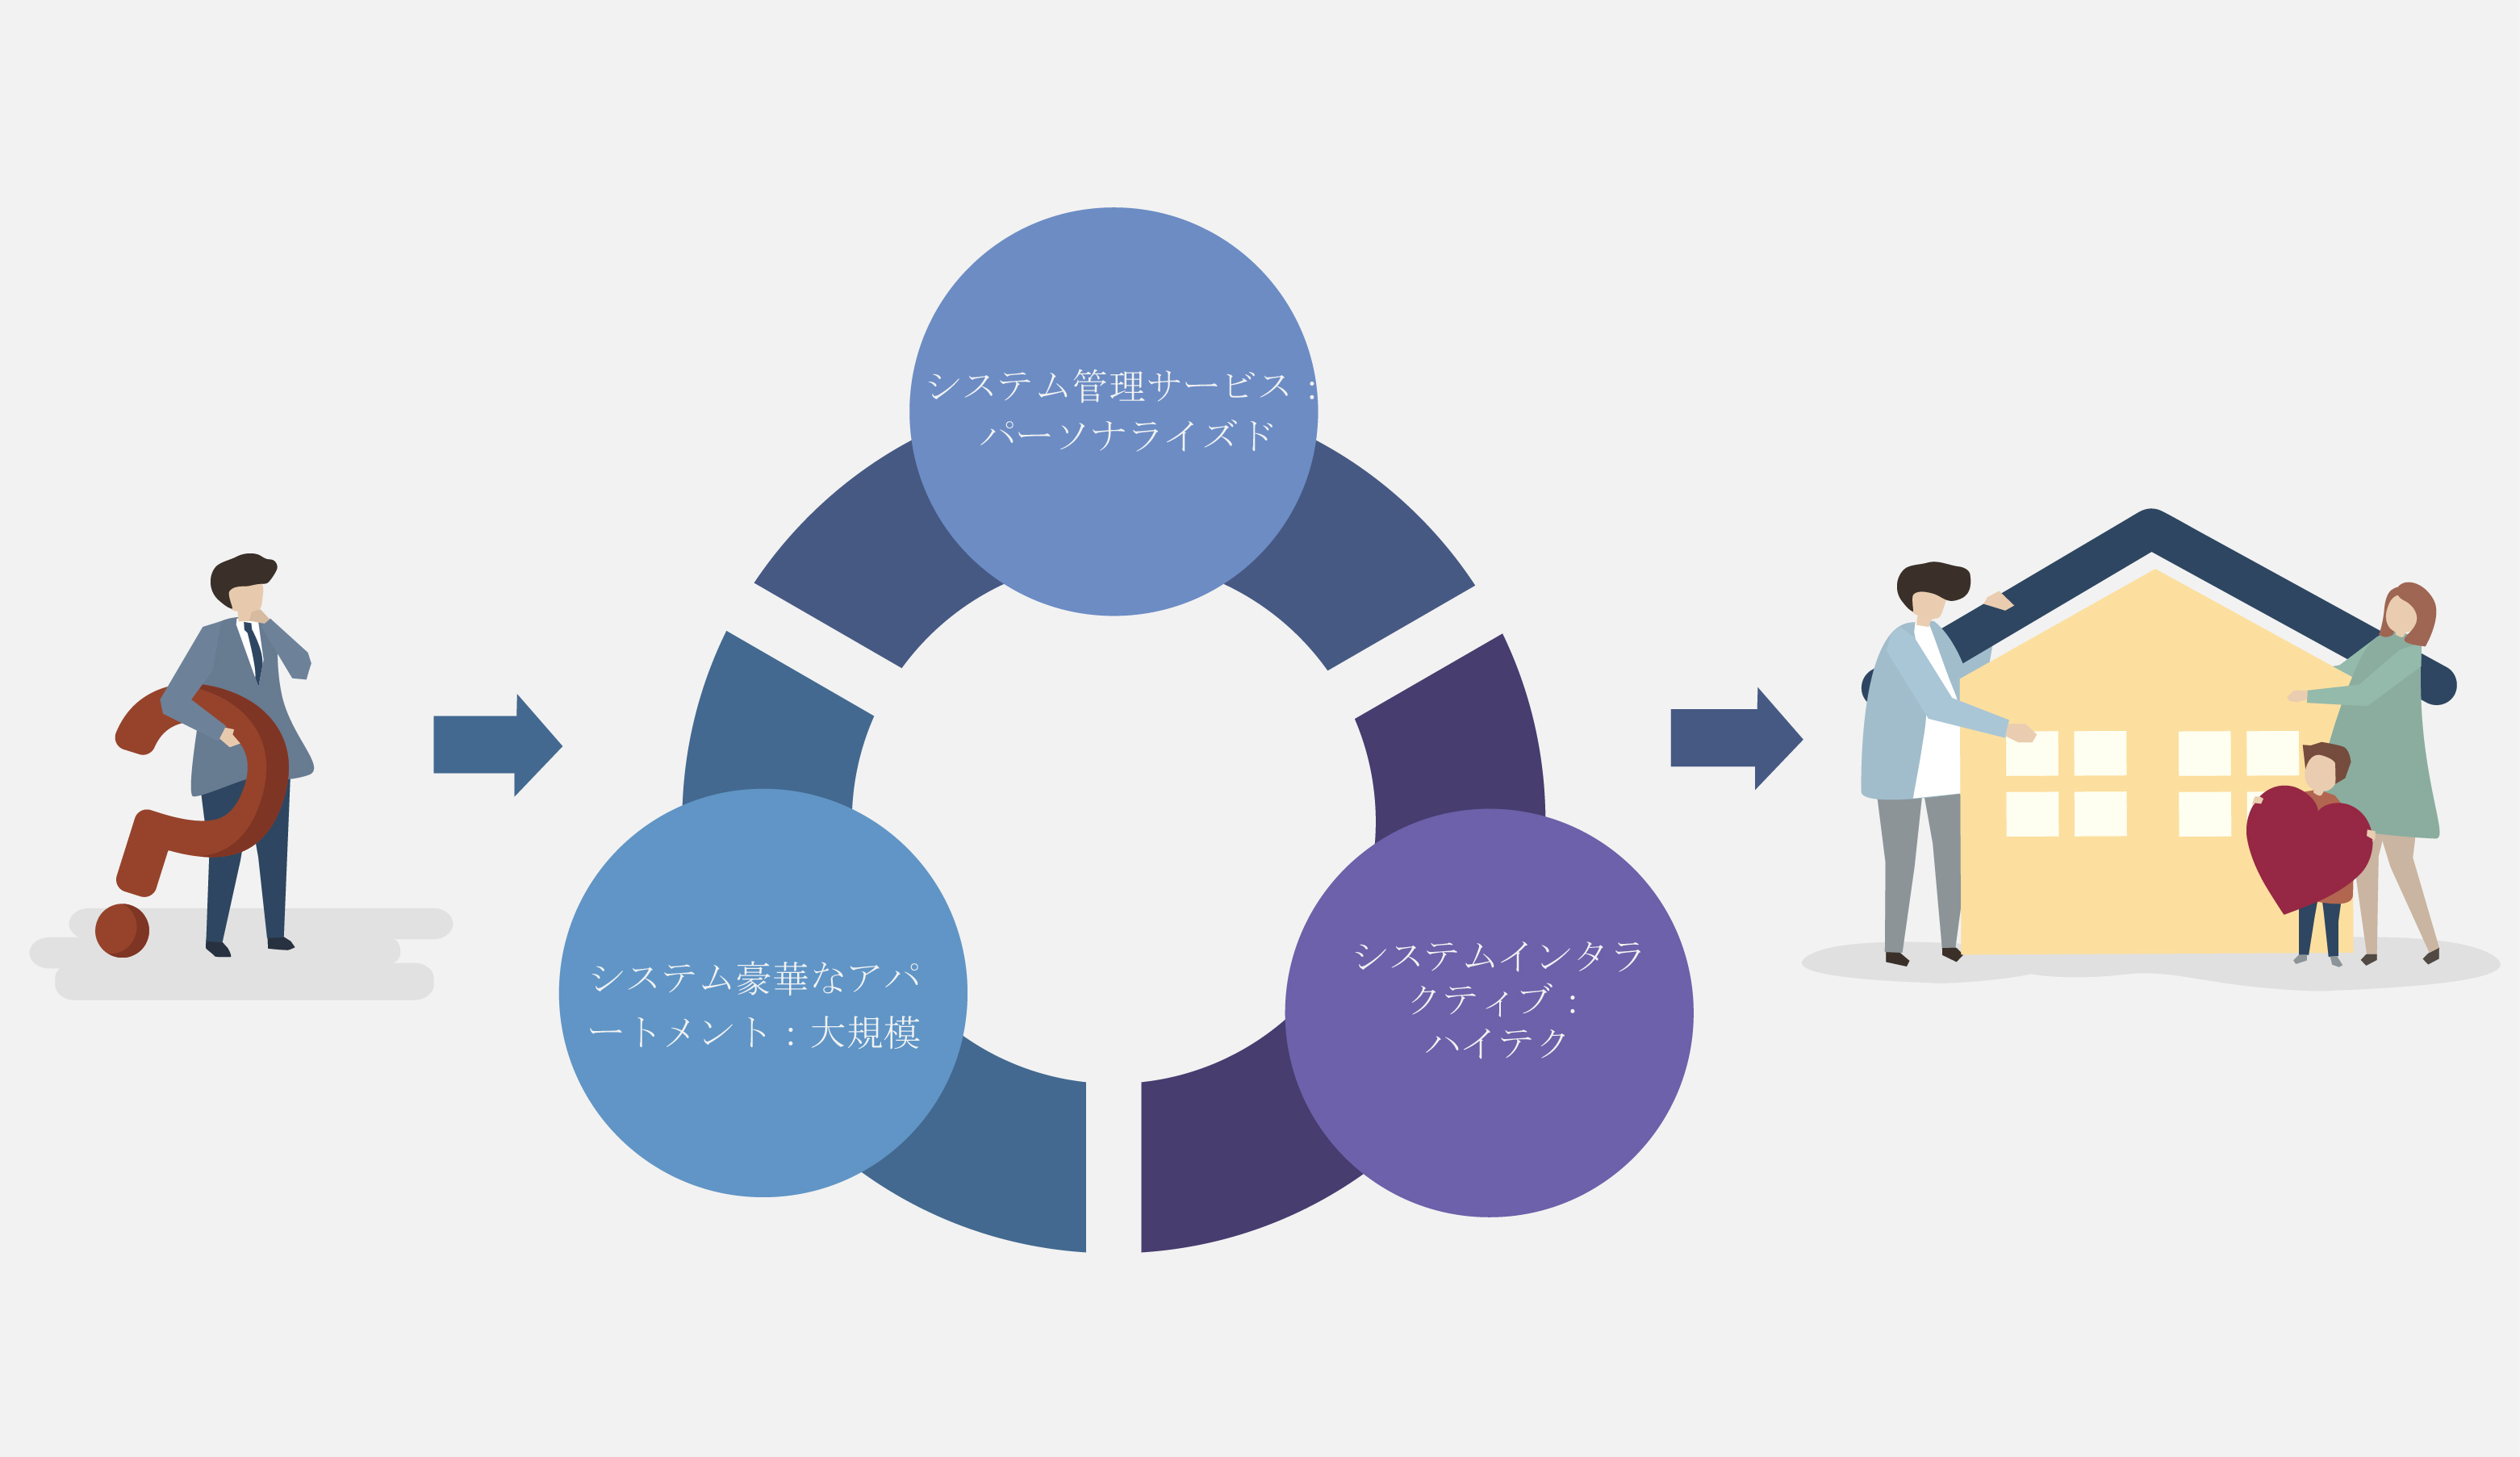 システム管理サービス：
パーソナライズド
システム豪華なアパ
ートメント：大規模
システムインタラ
クティブ：
ハイテク